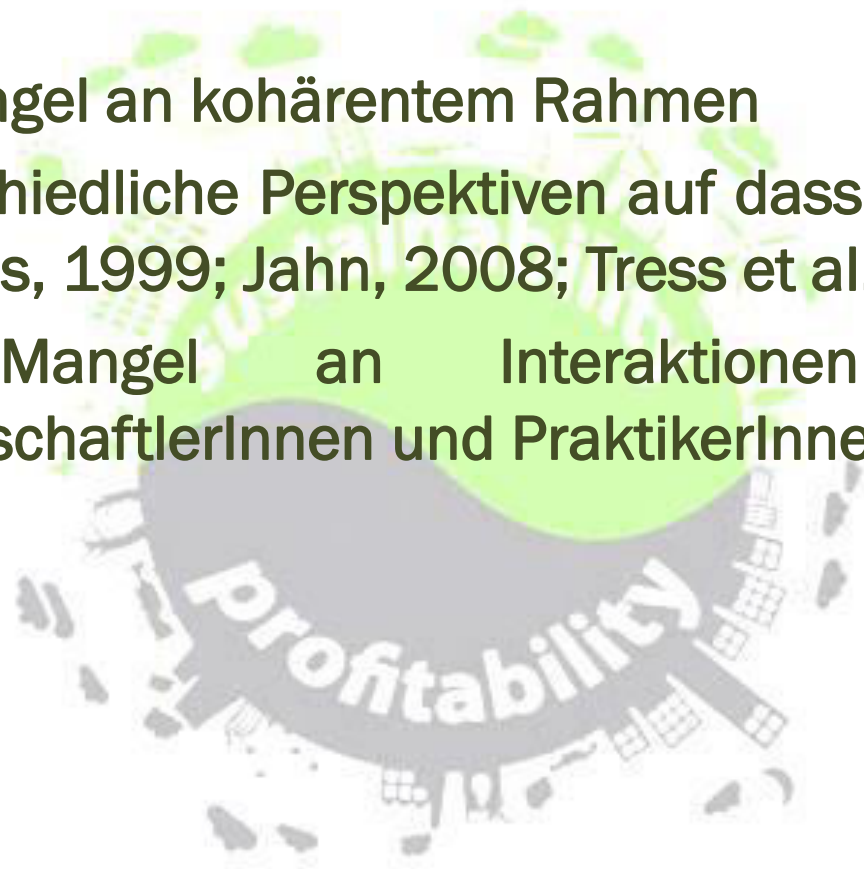 ngel an kohärentem Rahmen
hiedliche Perspektiven auf dass
s, 1999; Jahn, 2008; Tress et al.
Mangel an Interaktionen
schaftlerInnen und PraktikerInne
sustainability
profitability